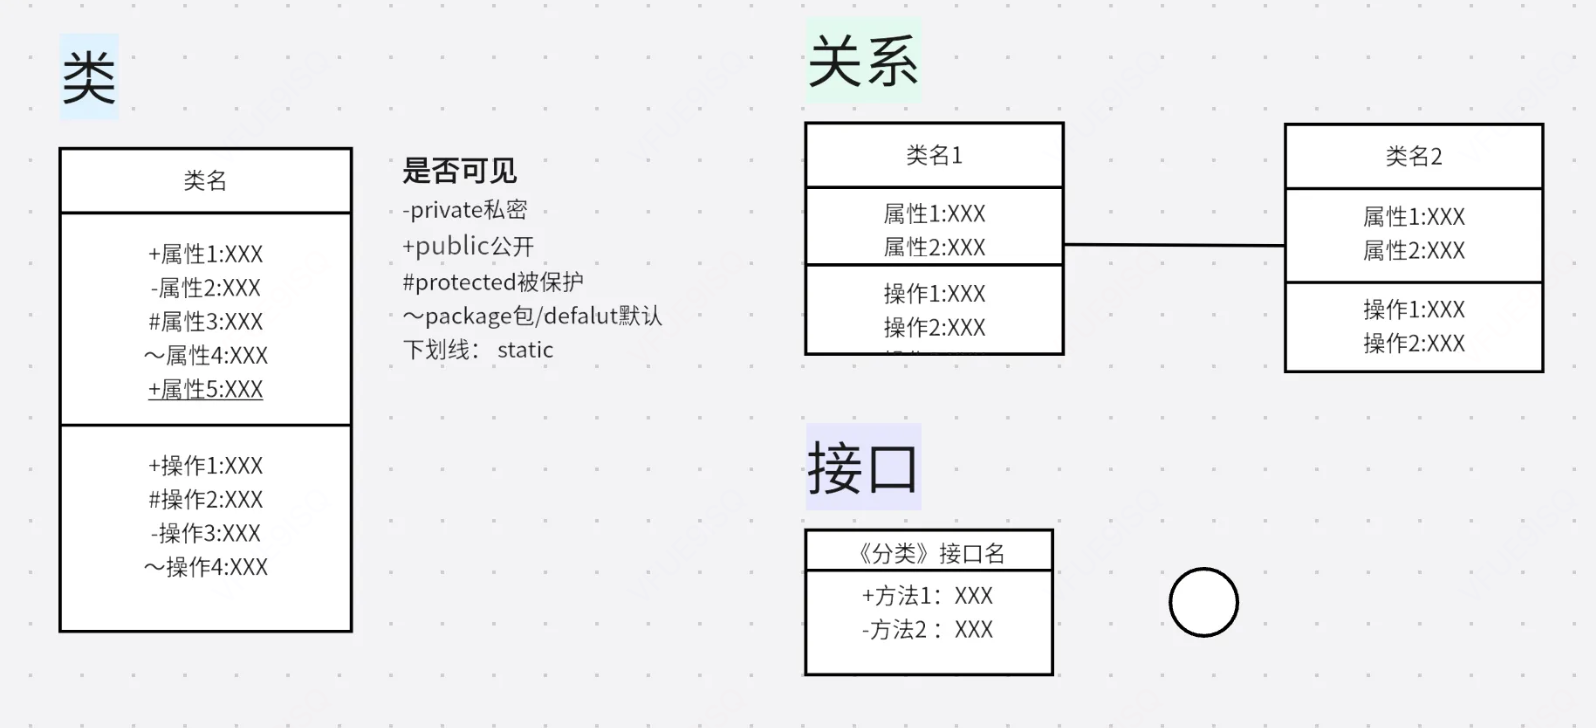 类
类名
+属性1:XXX
-属性2:XXX
#属性3:XXX
～属性4:XXX
+属性5:XXX
+操作1:XXX
#操作2:XXX
-操作3:XXX
～操作4:XXX
是否可见
-private私密
+public公开
#protected被保护
～package包/defalut默认
下划线： static
关系
类名1
属性1:XXX
属性2:XXX
操作1:XXX
操作2:XXX
类名2
属性1:XXX
属性2:XXX
操作1:XXX
操作2:XXX
接口
《分类》接口名
+方法1：XXX
-方法2 ：XXX